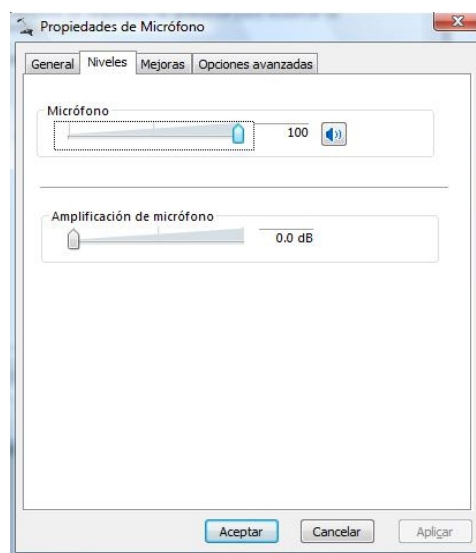 Propiedades de Micrófono
General Niveles Mejoras Opciones avanzadas
Micrófono
100
Amplificación de micrófono
0.0 dB
Aceptar Cancelar Aplicar